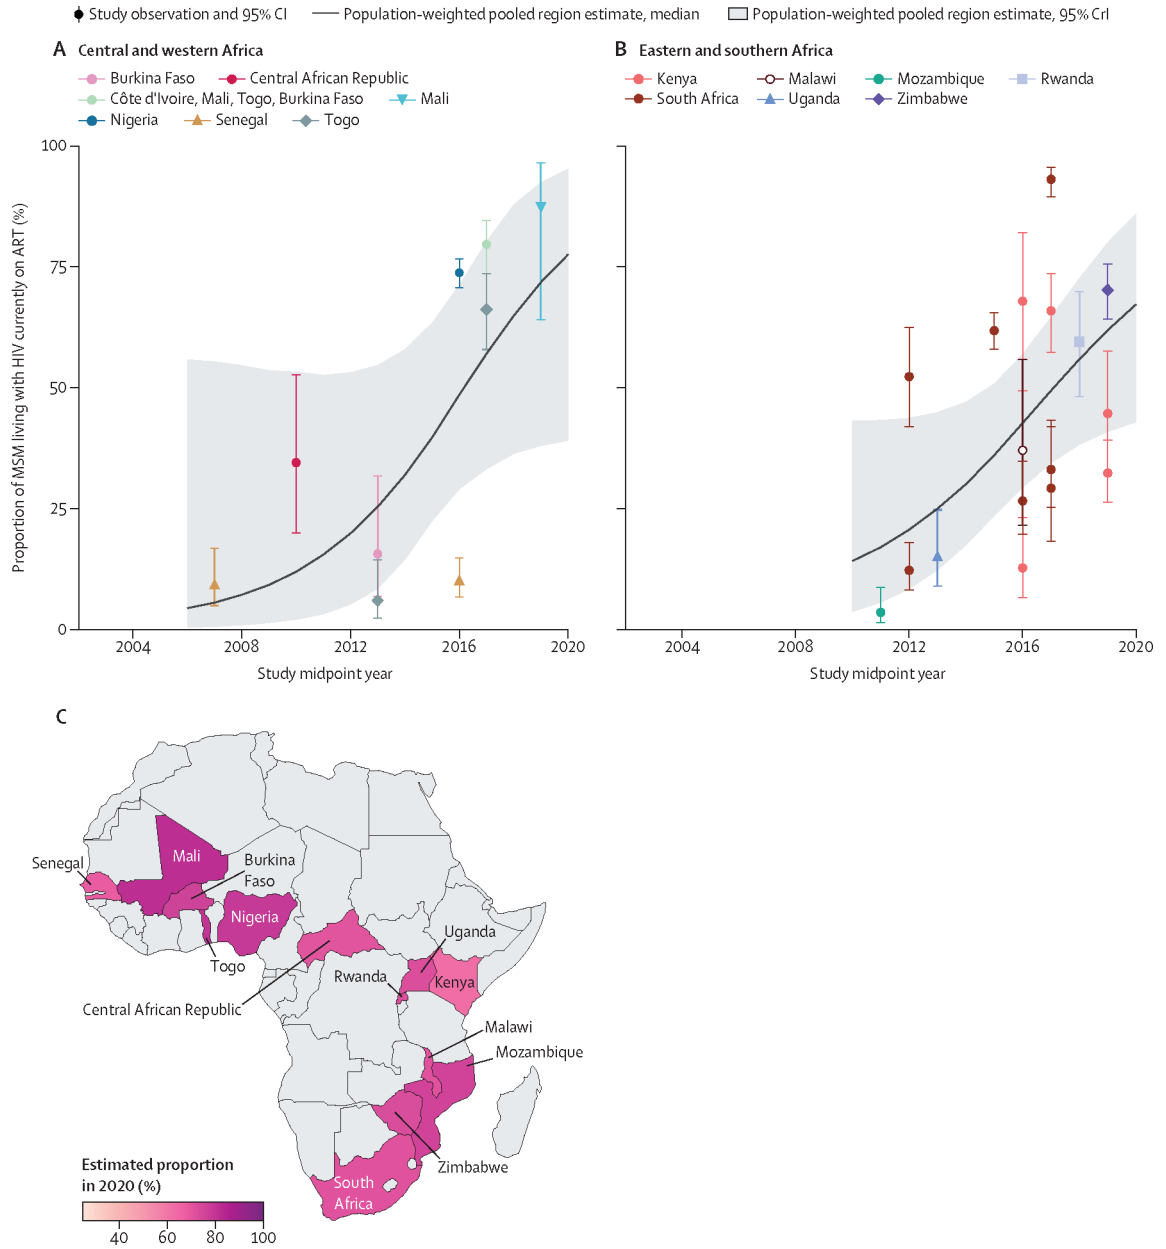 Study observation and 95% CI Population-weighted pooled region estimate, median Population-weighted pooled region estimate, 95% CrI
A Central and western Africa
Burkina Faso Central African Republic
Côte d'Ivoire, Mali, Togo, Burkina Faso Mali
Nigeria Senegal Togo
B Eastern and southern Africa
Kenya Malawi Mozambique Rwanda
South Africa Uganda Zimbabwe
Proportion of MSM living with HIV currently on ART (%)
100
75
50
25
0
2004 2008 2012 2016 2020
Study midpoint year
2004 2008 2012 2016 2020
Study midpoint year
C
Senegal
Mali
Burkina
Faso
Nigeria
Togo
Central African Republic
Uganda
Rwanda
Kenya
Malawi
Mozambique
Zimbabwe
South
Africa
Estimated proportion
in 2020 (%)
40 60 80 100